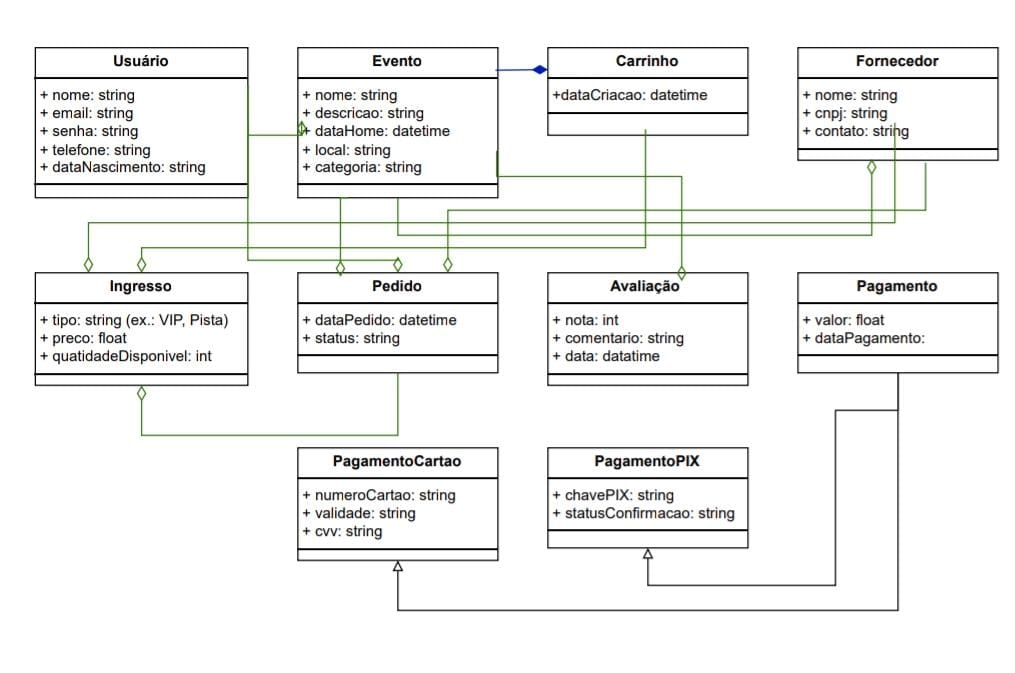 Usuário
+ nome: string
+ email: string
+ senha: string
+ telefone: string
+ dataNascimento: string
Evento
+ nome: string
+ descricao: string
+ dataHome: datetime
+ local: string
+ categoria: string
Carrinho
+dataCriacao: datetime
Fornecedor
+ nome: string
+ cnpj: string
+ contato: string
Ingresso
+ tipo: string (ex.: VIP, Pista)
+ preco: float
+ quatidadeDisponivel: int
Pedido
+ dataPedido: datetime
+ status: string
Avaliação
+ nota: int
+ comentario: string
+ data: datatime
Pagamento
+ valor: float
+ dataPagamento:
PagamentoCartao
+ numeroCartao: string
+ validade: string
+ cvv: string
PagamentoPIX
+ chavePIX: string
+ statusConfirmacao: string